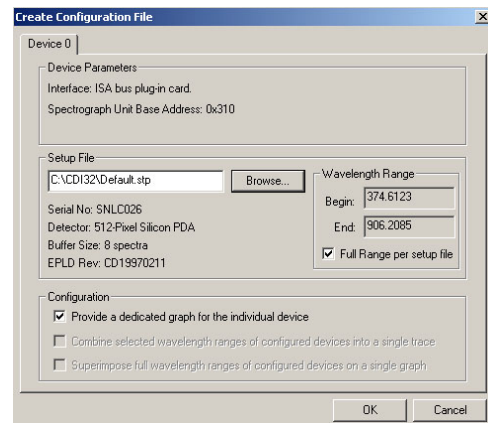 Create Configuration File
Device 0
Device Parameters
Interface: ISA bus plug-in card.
Spectrograph Unit Base Address: 0x310
Setup File
C:\CDI32\Default.stp
Browse...
Serial No: SNLC026
Detector: 512-Pixel Silicon PDA
Buffer Size: 8 spectra
EPLD Rev: CD19970211
Wavelength Range
Begin: 374.6123
End: 906.2085
Full Range per setup file
Configuration
Provide a dedicated graph for the individual device
Combine selected wavelength ranges of configured devices into a single trace
Superimpose full wavelength ranges of configured devices on a single graph
OK
Cancel